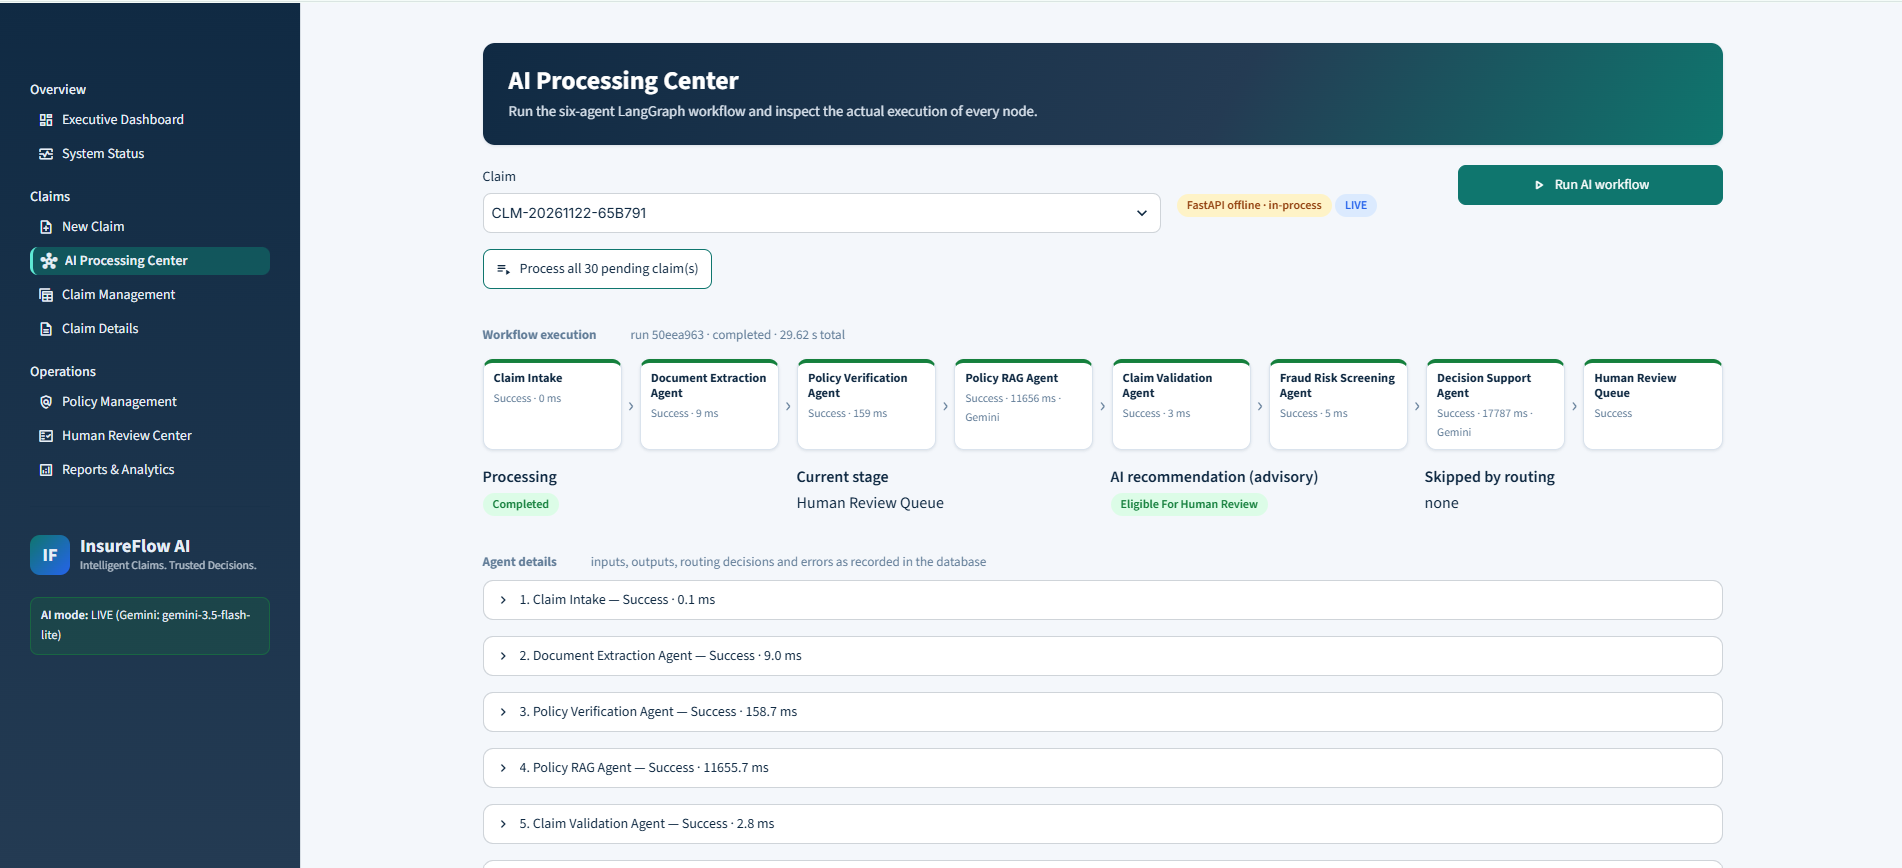 Overview
Executive Dashboard
System Status
Claims
New Claim
AI Processing Center
Claim Management
Claim Details
Operations
Policy Management
Human Review Center
Reports & Analytics
IF
InsureFlow AI
Intelligent Claims. Trusted Decisions.
AI mode: LIVE (Gemini: gemini-3.5-flash-
lite)
AI Processing Center
Run the six-agent LangGraph workflow and inspect the actual execution of every node.
Claim
CLM-20261122-65B791
FastAPI offline · in-process
LIVE
Run AI workflow
Process all 30 pending claim(s)
Workflow execution
run 50eea963 · completed · 29.62 s total
Claim Intake
Success · 0 ms
Document Extraction
Agent
Success · 9 ms
Policy Verification
Agent
Success · 159 ms
Policy RAG Agent
Success · 11656 ms ·
Gemini
Claim Validation
Agent
Success · 3 ms
Fraud Risk Screening
Agent
Success · 5 ms
Decision Support
Agent
Success · 17787 ms ·
Gemini
Human Review
Queue
Success
Processing
Completed
Current stage
Human Review Queue
AI recommendation (advisory)
Eligible For Human Review
Skipped by routing
none
Agent details
inputs, outputs, routing decisions and errors as recorded in the database
1. Claim Intake — Success · 0.1 ms
2. Document Extraction Agent — Success · 9.0 ms
3. Policy Verification Agent — Success · 158.7 ms
4. Policy RAG Agent — Success · 11655.7 ms
5. Claim Validation Agent — Success · 2.8 ms